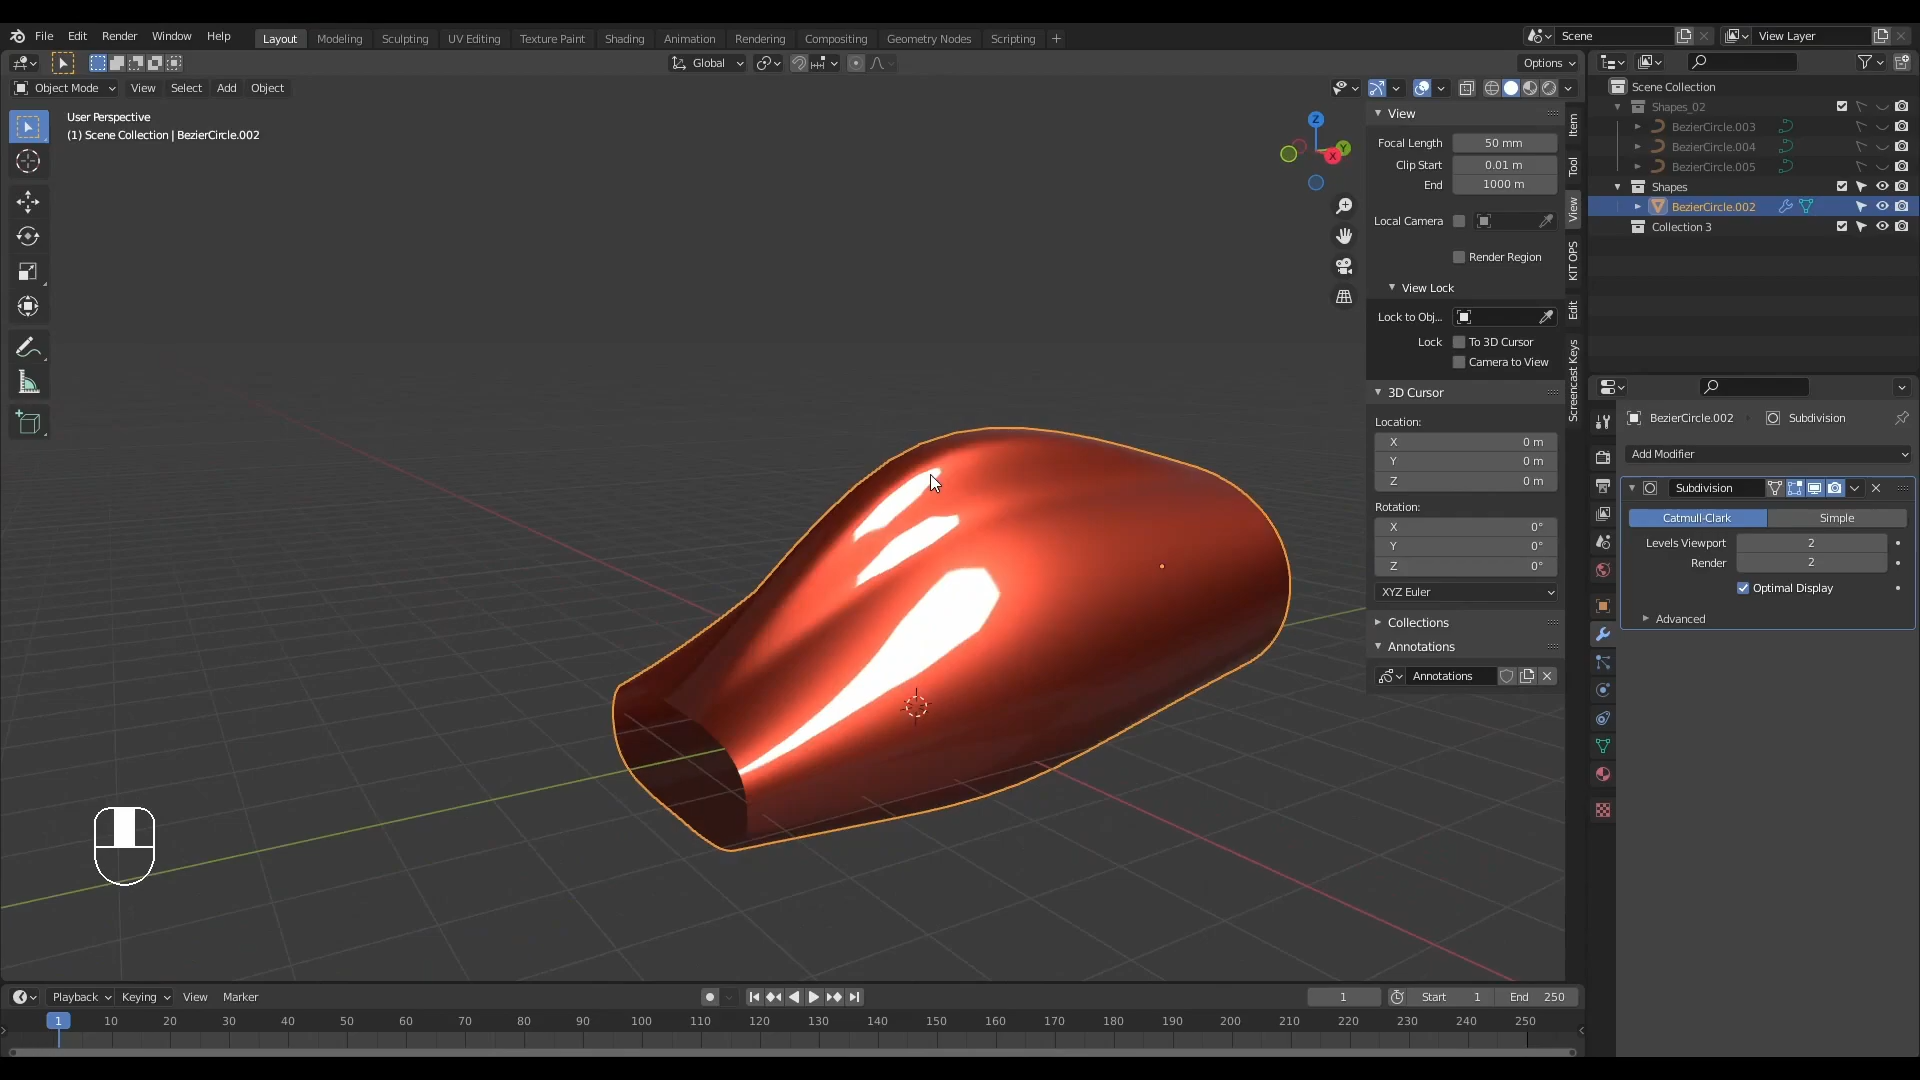 File Edit Render Window Help
Layout Modeling Sculpting UV Editing Texture Paint Shading Animation Rendering Compositing Geometry Nodes Scripting +
Scene
View Layer
Global
Options
Object Mode View Select Add Object
User Perspective
(1) Scene Collection | BezierCircle.002
Z
Y
X
View
Focal Length 50 mm
Clip Start 0.01 m
End 1000 m
Local Camera
Render Region
View Lock
Lock to Obj...
Lock To 3D Cursor
Camera to View
3D Cursor
Location:
X 0 m
Y 0 m
Z 0 m
Rotation:
X 0°
Y 0°
Z 0°
XYZ Euler
Collections
Annotations
Annotations
Item
Tool
View
KIT OPS
Edit
Screencast Keys
Scene Collection
Shapes_02
BezierCircle.003
BezierCircle.004
BezierCircle.005
Shapes
BezierCircle.002
Collection 3
BezierCircle.002 Subdivision
Add Modifier
Subdivision
Catmull-Clark Simple
Levels Viewport 2
Render 2
Optimal Display
Advanced
Playback Keying View Marker
1 Start 1 End 250
1 10 20 30 40 50 60 70 80 90 100 110 120 130 140 150 160 170 180 190 200 210 220 230 240 250